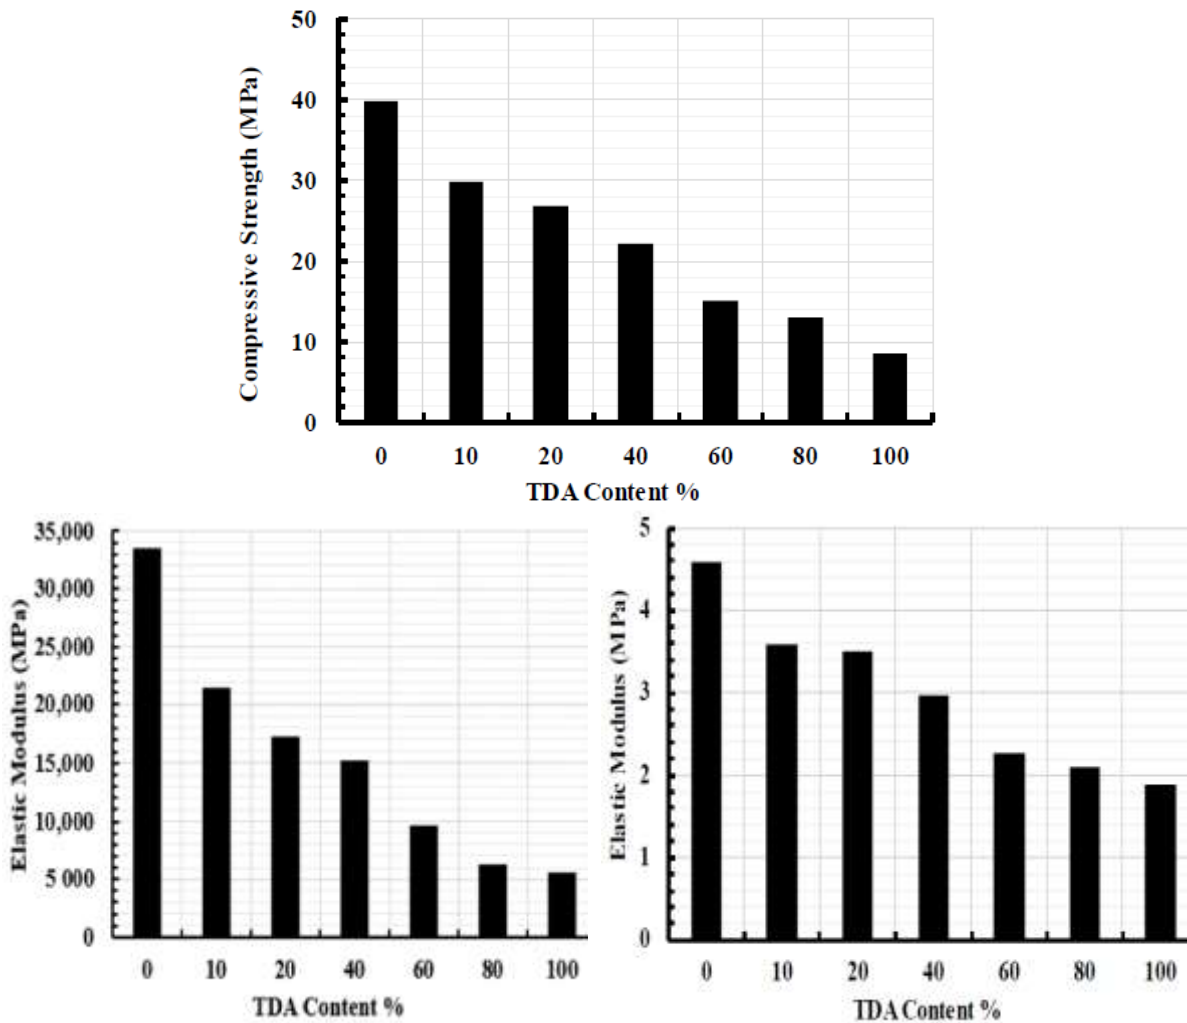 50
40
30
20
10
0
Compressive Strength (MPa)
0 10 20 40 60 80 100
TDA Content %
35,000
30,000
25,000
20,000
15,000
10,000
5 000
0
Elastic Modulus (MPa)
0 10 20 40 60 80 100
TDA Content %
5
4
3
2
1
0
Elastic Modulus (MPa)
0 10 20 40 60 80 100
TDA Content %